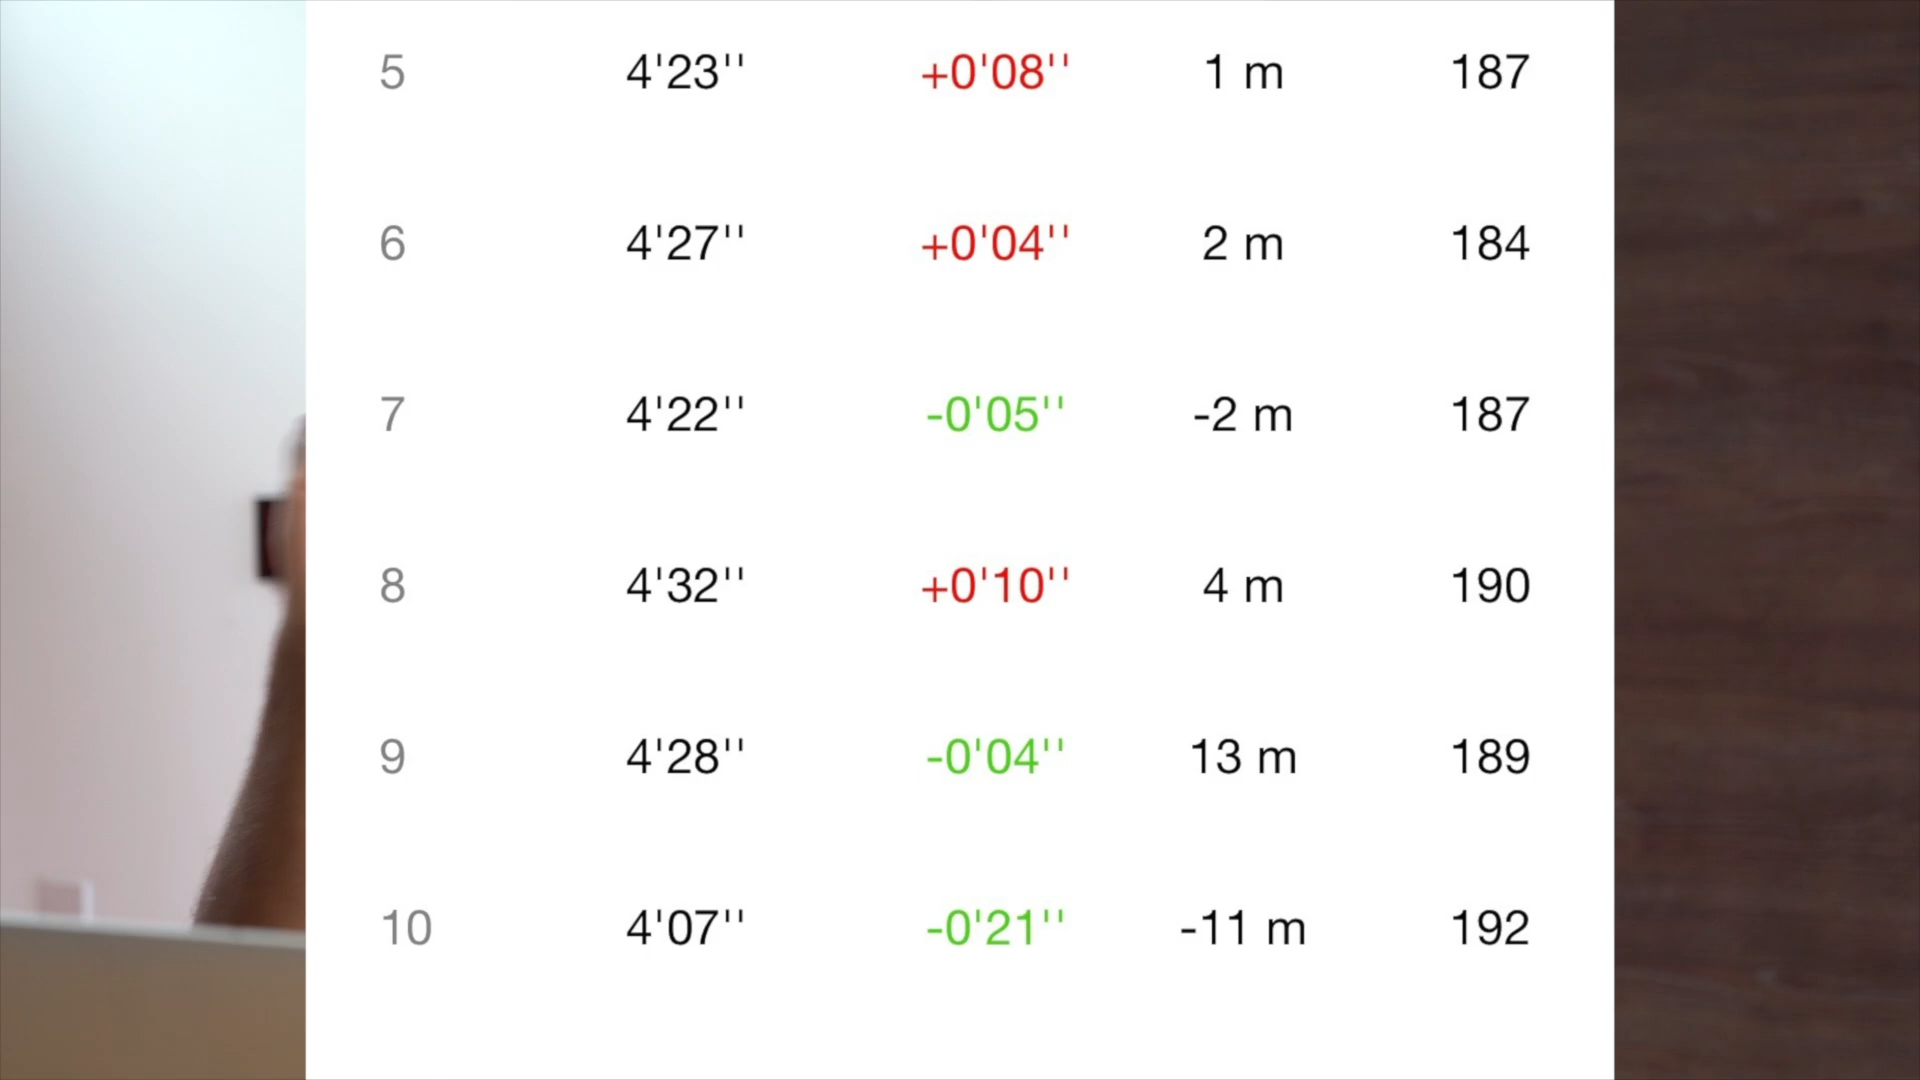 5 4'23'' +0'08'' 1 m 187
6 4'27'' +0'04'' 2 m 184
7 4'22'' -0'05'' -2 m 187
8 4'32'' +0'10'' 4 m 190
9 4'28'' -0'04'' 13 m 189
10 4'07'' -0'21'' -11 m 192